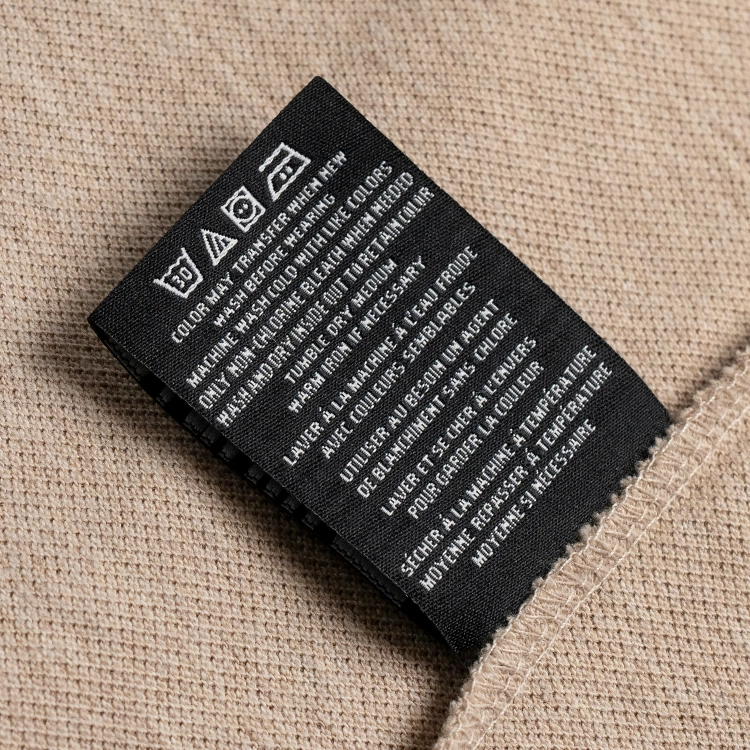 30
COLOR MAY TRANSFER WHEN NEW
WASH BEFORE WEARING
MACHINE WASH COLD WITH LIKE COLORS
ONLY NON-CHLORINE BLEACH WHEN NEEDED
WASH AND DRY INSIDE OUT TO RETAIN COLOR
TUMBLE DRY MEDIUM
WARM IRON IF NECESSARY
LAVER À LA MACHINE À L'EAU FROIDE
AVEC COULEURS SEMBLABLES
UTILISER AU BESOIN UN AGENT
DE BLANCHIMENT SANS CHLORE
LAVER ET SECHER À L'ENVERS
POUR GARDER LA COULEUR
SÉCHER À LA MACHINE À TEMPÉRATURE
MOYENNE REPASSER À TEMPERATURE
MOYENNE SI NÉCESSAIRE